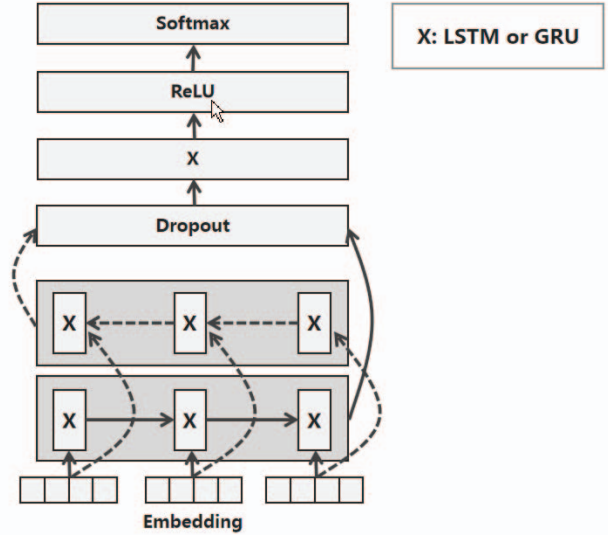 Softmax
X: LSTM or GRU
ReLU
X
Dropout
X X X
X X X
Embedding